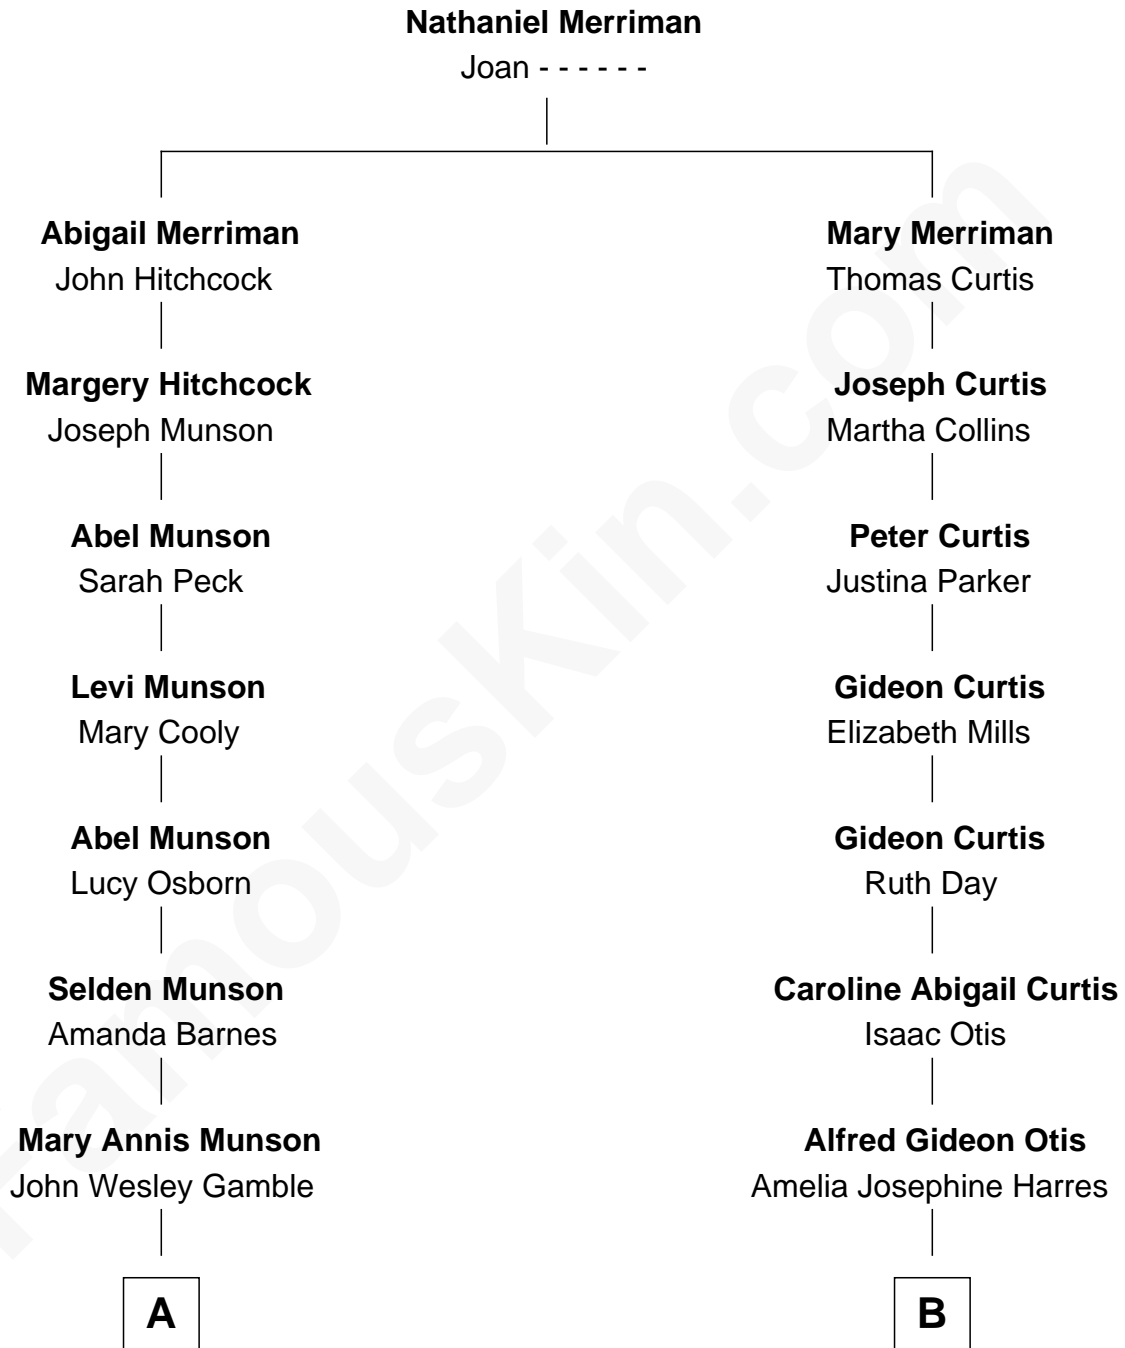 Nathaniel Merriman
Joan - - - - - -
Abigail Merriman
John Hitchcock
Mary Merriman
Thomas Curtis
Margery Hitchcock
Joseph Munson
Joseph Curtis
Martha Collins
Abel Munson
Sarah Peck
Peter Curtis
Justina Parker
Levi Munson
Mary Cooly
Gideon Curtis
Elizabeth Mills
Abel Munson
Lucy Osborn
Gideon Curtis
Ruth Day
Selden Munson
Amanda Barnes
Caroline Abigail Curtis
Isaac Otis
Mary Annis Munson
John Wesley Gamble
Alfred Gideon Otis
Amelia Josephine Harres
A
B
FamousKin.com